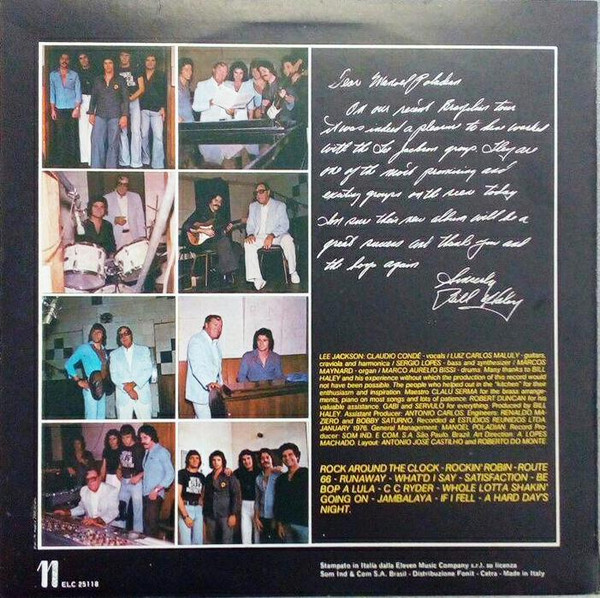 Dear Manoel Poladian
On our recent Brazilian tour
it was indeed a pleasure to have worked
with the Lee Jackson group. They are
one of the most promising and
exciting groups on the scene today
I'm sure their new album will be a
great success and thank you and
the boys again
Sincerely
Bill Haley
LEE JACKSON: CLAUDIO CONDÉ - vocals / LUIZ CARLOS MALULY - guitars,
craviola and harmonica / SERGIO LOPES - bass and synthesizer / MARCOS
MAYNARD - organ / MARCO AURELIO BISSI - drums. Many thanks to BILL
HALEY and his experience without which the production of this record would
not have been possible. The people who helped out in the "kitchen" for their
enthusiasm and inspiration. Maestro CLALU SERMA for the brass arrange-
ments, piano on most songs and lots of patience. ROBERT DUNCAN for his
valuable assistance. GABI and SERVULO for everything. Produced by BILL
HALEY. Assistant Producer: ANTONIO CARLOS. Engineers: RENALDO MA-
ZIERO and BOBBY SATURNO. Recorded at ESTÚDIOS REUNIDOS LTDA.
JANUARY 1976. General Management: MANOEL POLADIAN. Record Pro-
ducer: SOM IND. E COM. S.A. São Paulo. Brazil. Art Direction: A. LOPES
MACHADO. Layout: ANTONIO JOSÉ CASTILHO and ROBERTO DO MONTE
ROCK AROUND THE CLOCK - ROCKIN' ROBIN - ROUTE
66 - RUNAWAY - WHAT'D I SAY - SATISFACTION - BE
BOP A LULA - C C RYDER - WHOLE LOTTA SHAKIN'
GOING ON - JAMBALAYA - IF I FELL - A HARD DAY'S
NIGHT.
11 ELC 25118
Stampato in Italia dalla Eleven Music Company s.r.l. su licenza
Som Ind & Com S.A. Brasil - Distribuzione Fonit - Cetra - Made in Italy